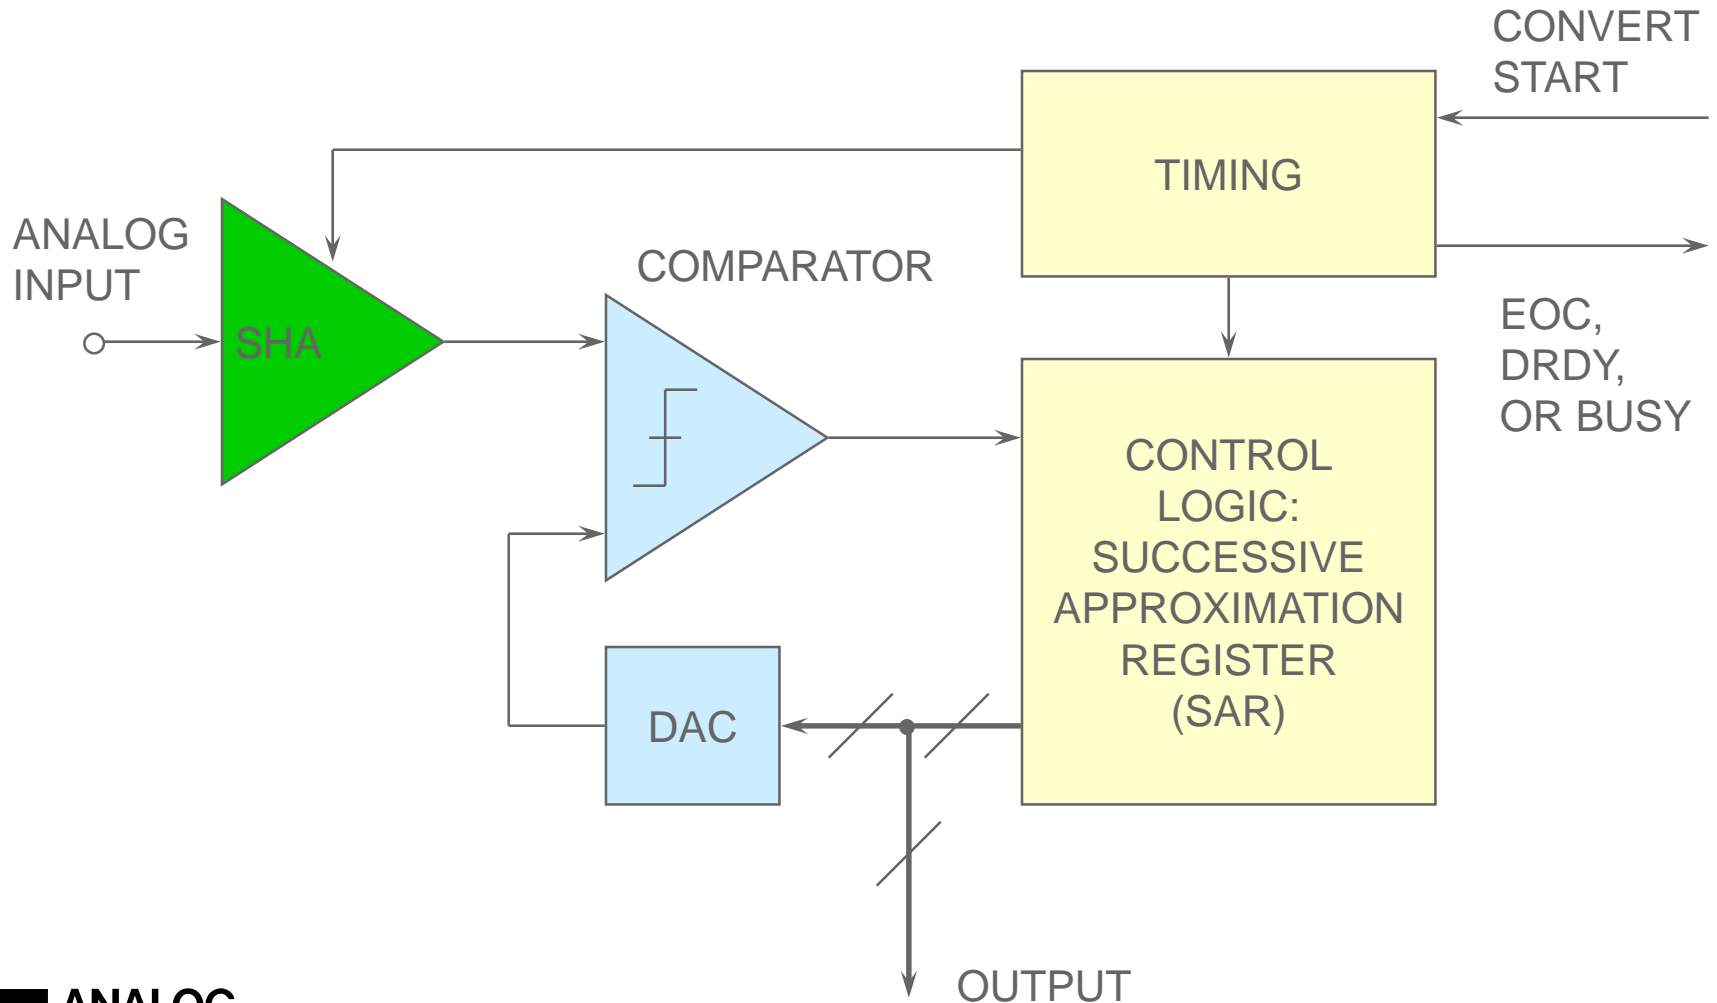 CONVERT
START
TIMING
ANALOG
INPUT
SHA
COMPARATOR
EOC,
DRDY,
OR BUSY
CONTROL
LOGIC:
SUCCESSIVE
APPROXIMATION
REGISTER
(SAR)
DAC
OUTPUT
ANALOG